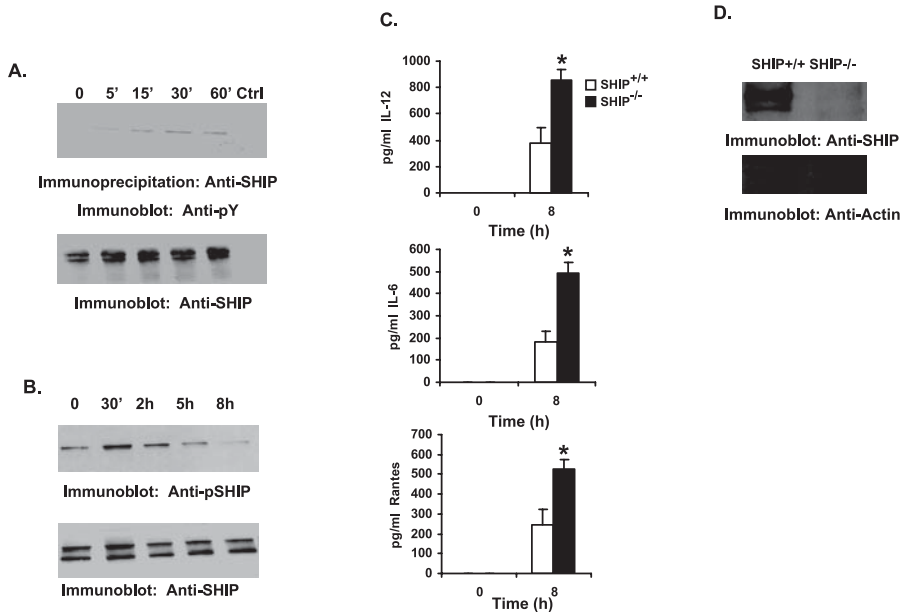 A.
0 5’ 15’ 30’ 60’ Ctrl
Immunoprecipitation: Anti-SHIP
Immunoblot: Anti-pY
Immunoblot: Anti-SHIP
B.
0 30’ 2h 5h 8h
Immunoblot: Anti-pSHIP
Immunoblot: Anti-SHIP
C.
pg/ml IL-12
1000
800
600
400
200
0
*
SHIP+/+
SHIP-/-
0 8
Time (h)
pg/ml IL-6
600
500
400
300
200
100
0
*
0 8
Time (h)
pg/ml Rantes
700
600
500
400
300
200
100
0
*
0 8
Time (h)
D.
SHIP+/+ SHIP-/-
Immunoblot: Anti-SHIP
Immunoblot: Anti-Actin